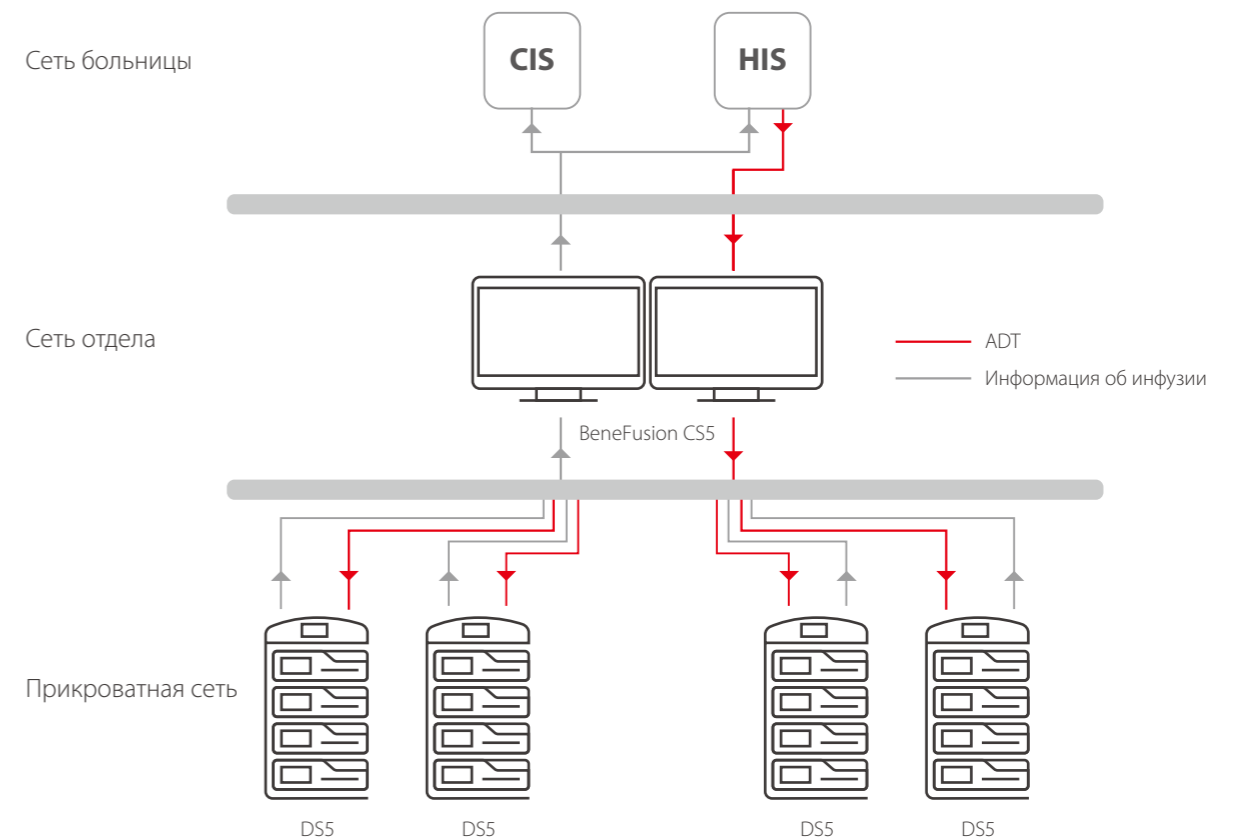 Сеть больницы
CIS
HIS
Сеть отдела
ADT
Информация об инфузии
BeneFusion CS5
Прикроватная сеть
DS5
DS5
DS5
DS5